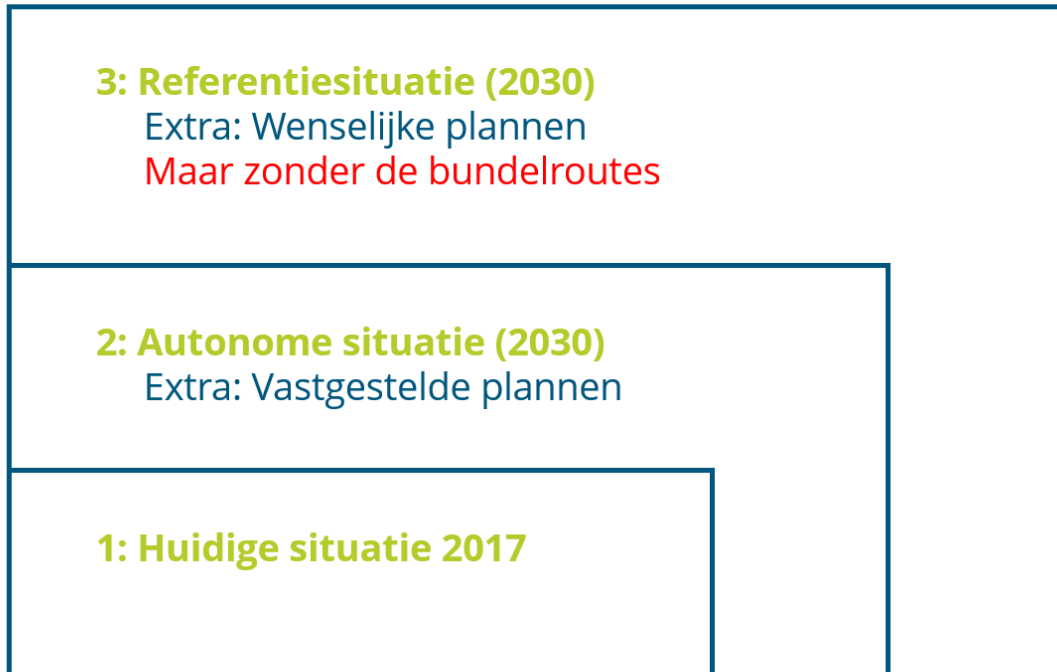 3: Referentiesituatie (2030)
Extra: Wenselijke plannen
Maar zonder de bundelroutes
2: Autonome situatie (2030)
Extra: Vastgestelde plannen
1: Huidige situatie 2017